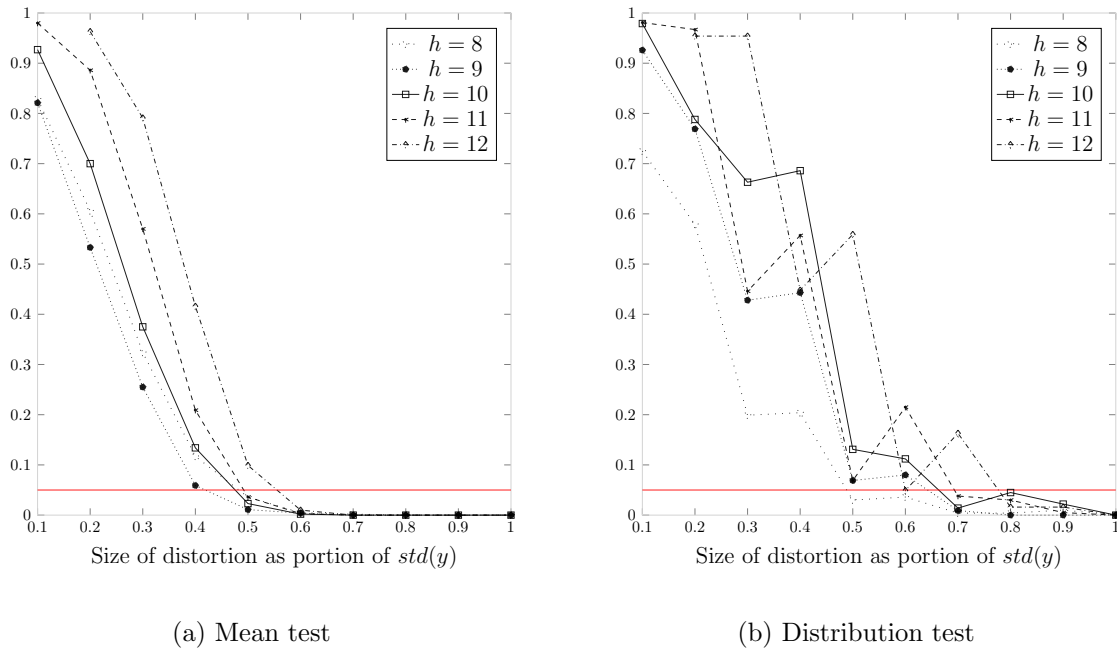 1
0.9
0.8
0.7
0.6
0.5
0.4
0.3
0.2
0.1
0
0.1 0.2 0.3 0.4 0.5 0.6 0.7 0.8 0.9 1
h = 8
h = 9
h = 10
h = 11
h = 12
Size of distortion as portion of std(y)
(a) Mean test
1
0.9
0.8
0.7
0.6
0.5
0.4
0.3
0.2
0.1
0
0.1 0.2 0.3 0.4 0.5 0.6 0.7 0.8 0.9 1
h = 8
h = 9
h = 10
h = 11
h = 12
Size of distortion as portion of std(y)
(b) Distribution test